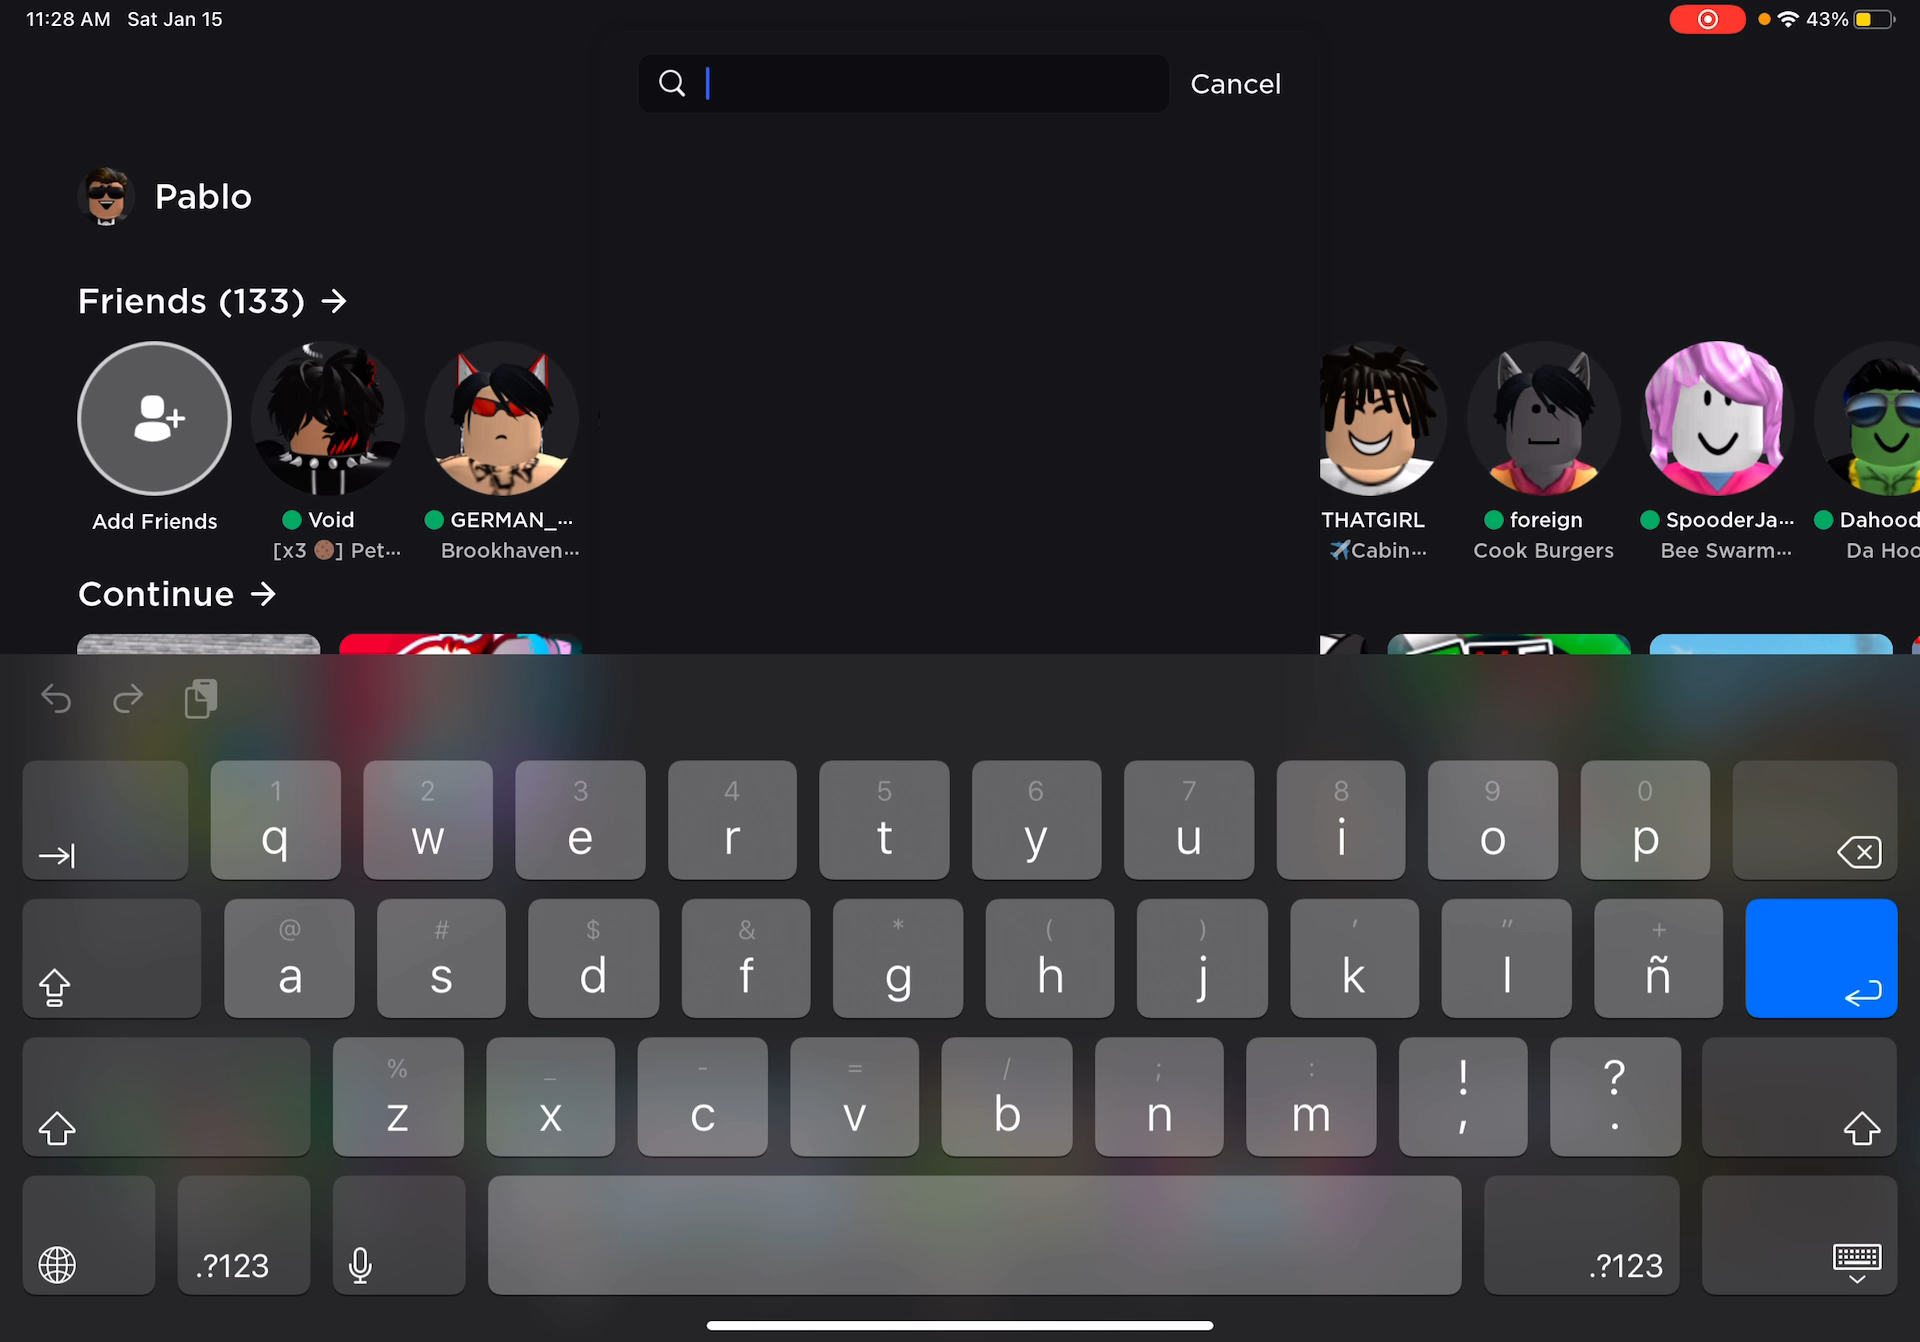 11:28 AM Sat Jan 15
43%
Cancel
Pablo
Friends (133) →
Add Friends
Void
GERMAN_...
THATGIRL
foreign
SpooderJa...
Dahood
[x3 🍪] Pet...
Brookhaven...
✈️Cabin...
Cook Burgers
Bee Swarm...
Da Hoo
Continue →
1 2 3 4 5 6 7 8 9 0
q w e r t y u i o p
@ # $ & * ( ) ' " +
a s d f g h j k l ñ
% _ - = / ; : ! ?
z x c v b n m , .
.?123 .?123